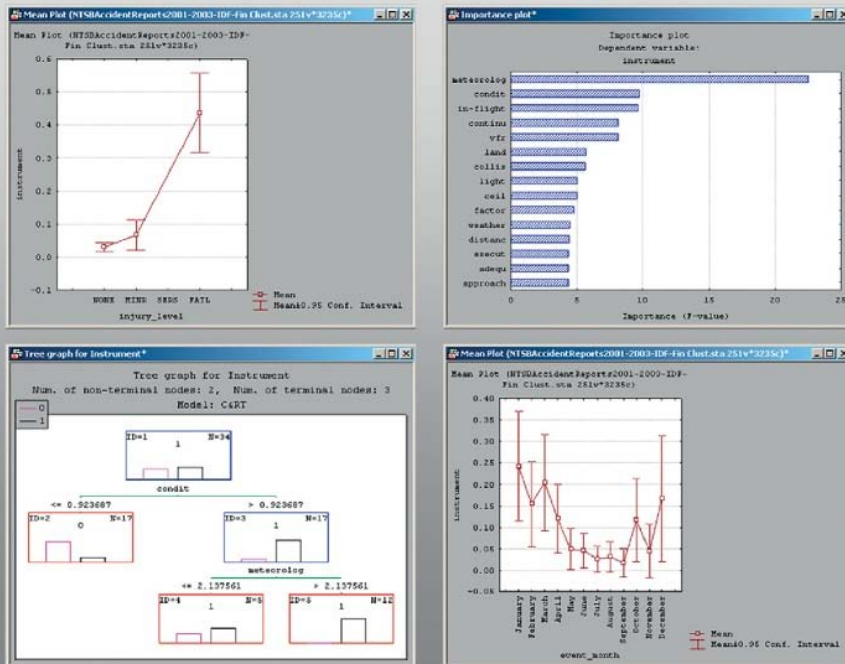 Mean Plot (NTSBAccidentReports2001-2003-IDF-Fin Clust.sta 251v*3235c)*
Mean Plot (NTSBAccidentReports2001-2003-IDF-
Fin Clust.sta 251v*3235c)
0.6
0.5
0.4
0.3
0.2
0.1
0.0
-0.1
instrument
NONE MINR SERS FATL
injury_level
Mean
Mean±0.95 Conf. Interval
Importance plot*
Importance plot
Dependent variable:
instrument
meteorolog
condit
in-flight
continu
vfr
land
collis
light
ceil
factor
weather
distanc
execut
adequ
approach
0 5 10 15 20 25
Importance (F-value)
Tree graph for Instrument*
Tree graph for Instrument
Num. of non-terminal nodes: 2, Num. of terminal nodes: 3
Model: C&RT
0
1
ID=1 N=34
1
condit
<= 0.923687 > 0.923687
ID=2 N=17
0
ID=3 N=17
1
meteorolog
<= 2.137561 > 2.137561
ID=4 N=5
1
ID=5 N=12
1
Mean Plot (NTSBAccidentReports2001-2003-IDF-Fin Clust.sta 251v*3235c)*
Mean Plot (NTSBAccidentReports2001-2003-IDF-
Fin Clust.sta 251v*3235c)
0.40
0.35
0.30
0.25
0.20
0.15
0.10
0.05
0.00
-0.05
instrument
January
February
March
April
May
June
July
August
September
October
November
December
event_month
Mean
Mean±0.95 Conf. Interval